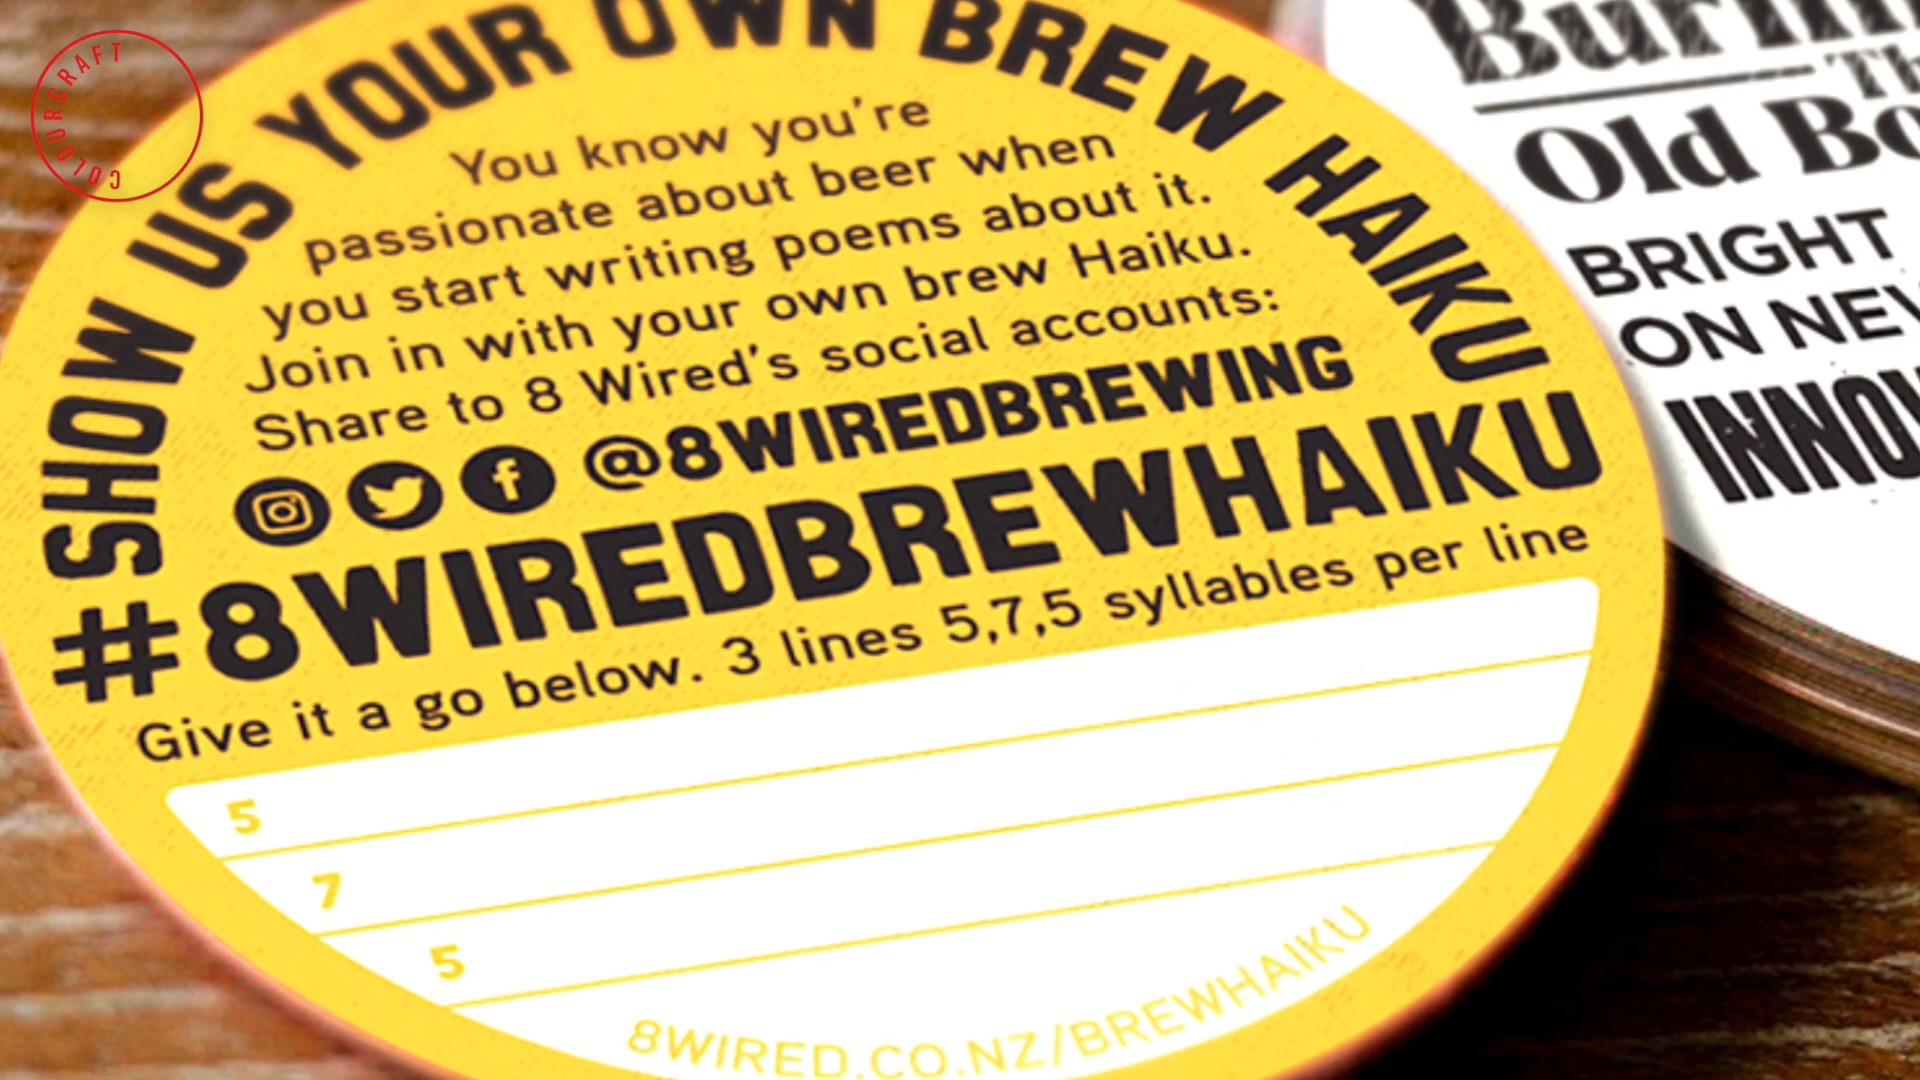 COLOURCRAFT
SHOW US YOUR OWN BREW HAIKU
You know you're
passionate about beer when
you start writing poems about it.
Join in with your own brew Haiku.
Share to 8 Wired's social accounts:
@8WIREDBREWING
#8WIREDBREWHAIKU
Give it a go below. 3 lines 5,7,5 syllables per line
5
7
5
8WIRED.CO.NZ/BREWHAIKU
Old
BRIGHT
ON